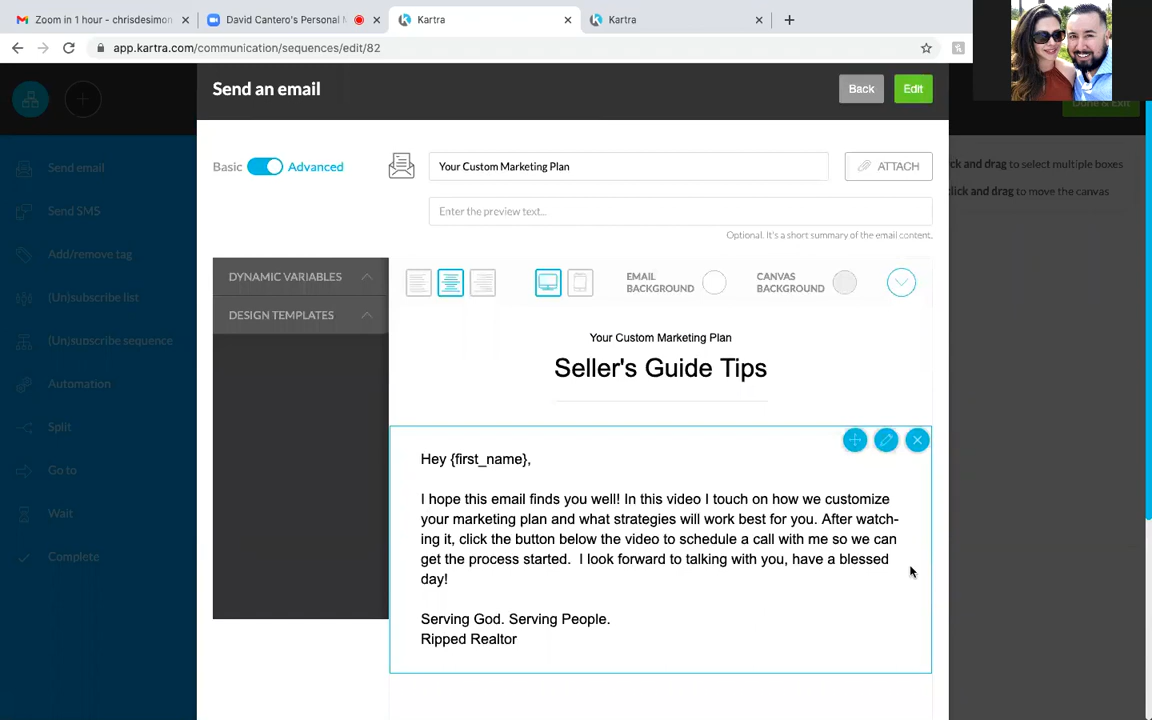 Zoom in 1 hour - chrisdesimon
David Cantero's Personal M
Kartra
Kartra
app.kartra.com/communication/sequences/edit/82
Send an email
Back
Edit
Done & Exit
Basic
Advanced
Your Custom Marketing Plan
ATTACH
Enter the preview text...
Optional. It's a short summary of the email content.
ck and drag to select multiple boxes
click and drag to move the canvas
Send email
Send SMS
Add/remove tag
(Un)subscribe list
(Un)subscribe sequence
Automation
Split
Go to
Wait
Complete
DYNAMIC VARIABLES
DESIGN TEMPLATES
EMAIL
BACKGROUND
CANVAS
BACKGROUND
Your Custom Marketing Plan
Seller's Guide Tips
Hey {first_name},
I hope this email finds you well! In this video I touch on how we customize
your marketing plan and what strategies will work best for you. After watch-
ing it, click the button below the video to schedule a call with me so we can
get the process started.  I look forward to talking with you, have a blessed
day!
Serving God. Serving People.
Ripped Realtor